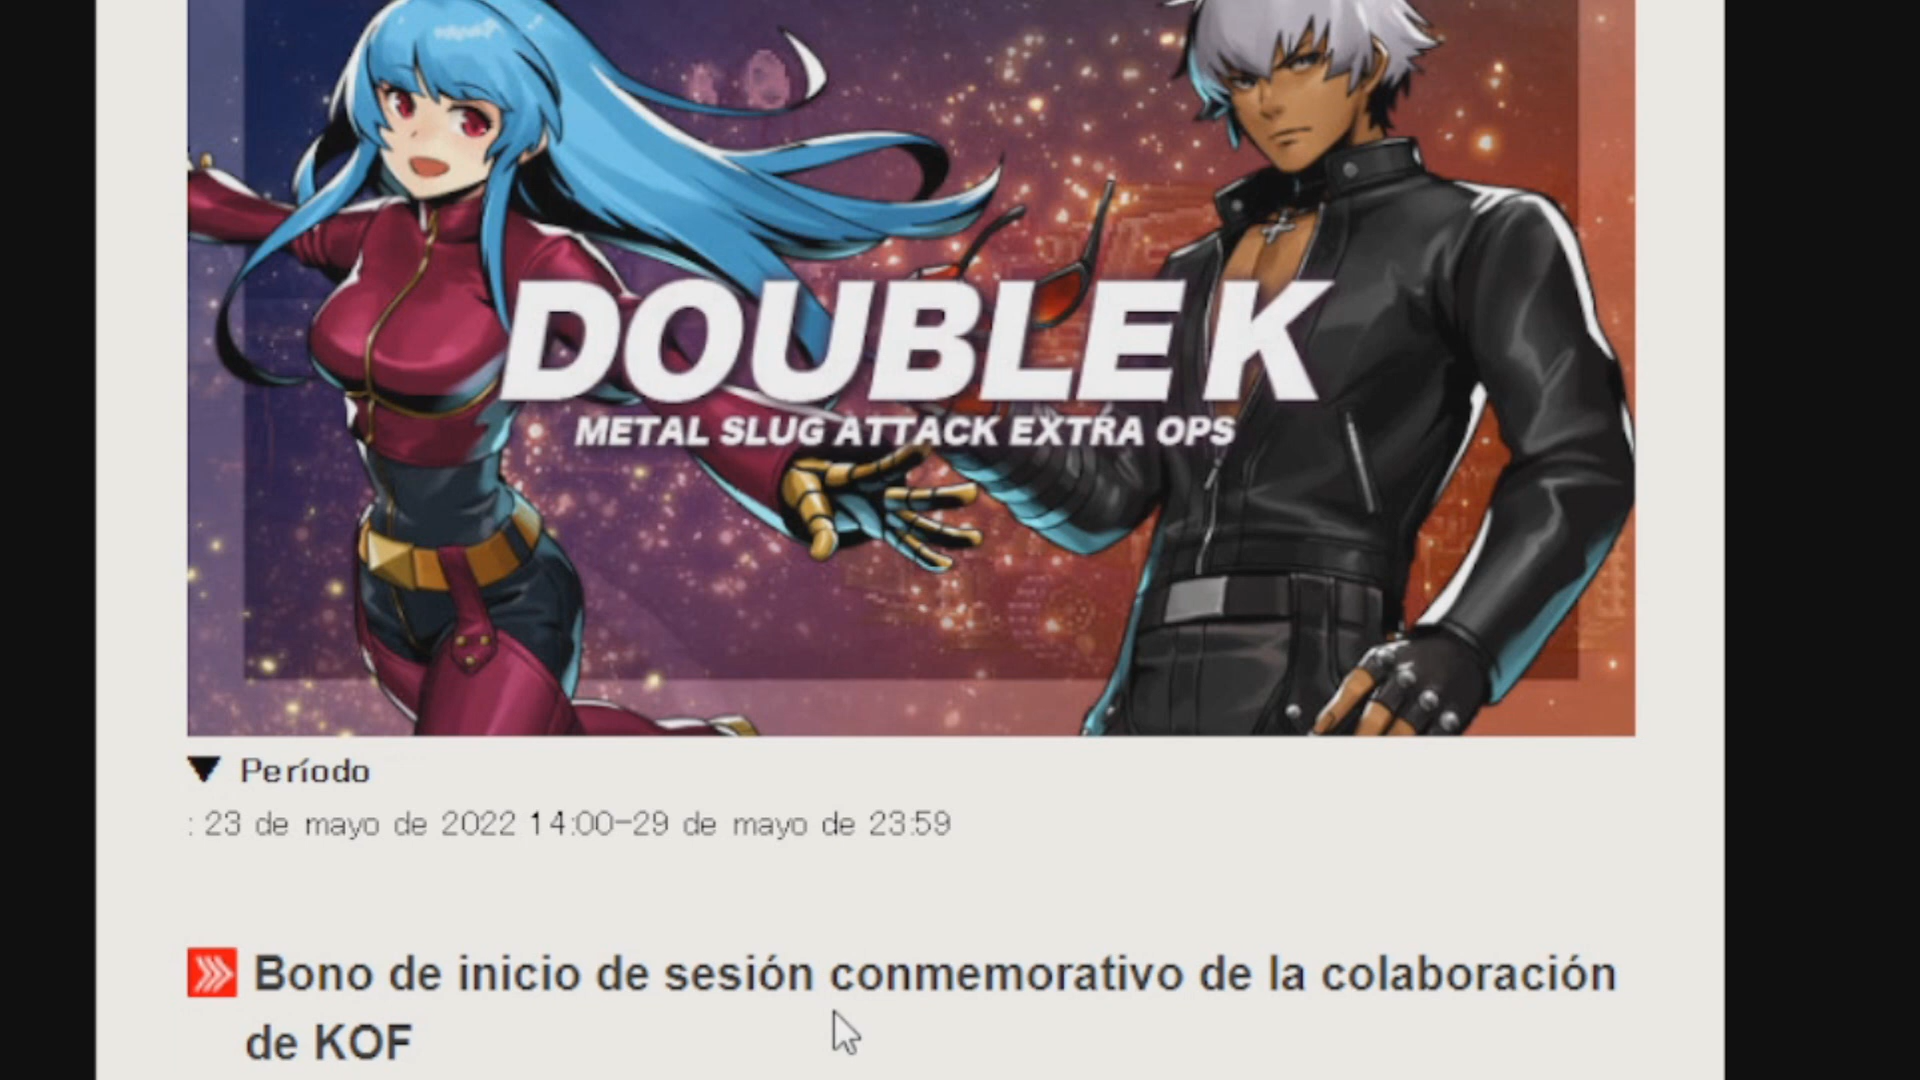 DOUBLE K
METAL SLUG ATTACK EXTRA OPS
▼ Período
: 23 de mayo de 2022 14:00-29 de mayo de 23:59
Bono de inicio de sesión conmemorativo de la colaboración
de KOF